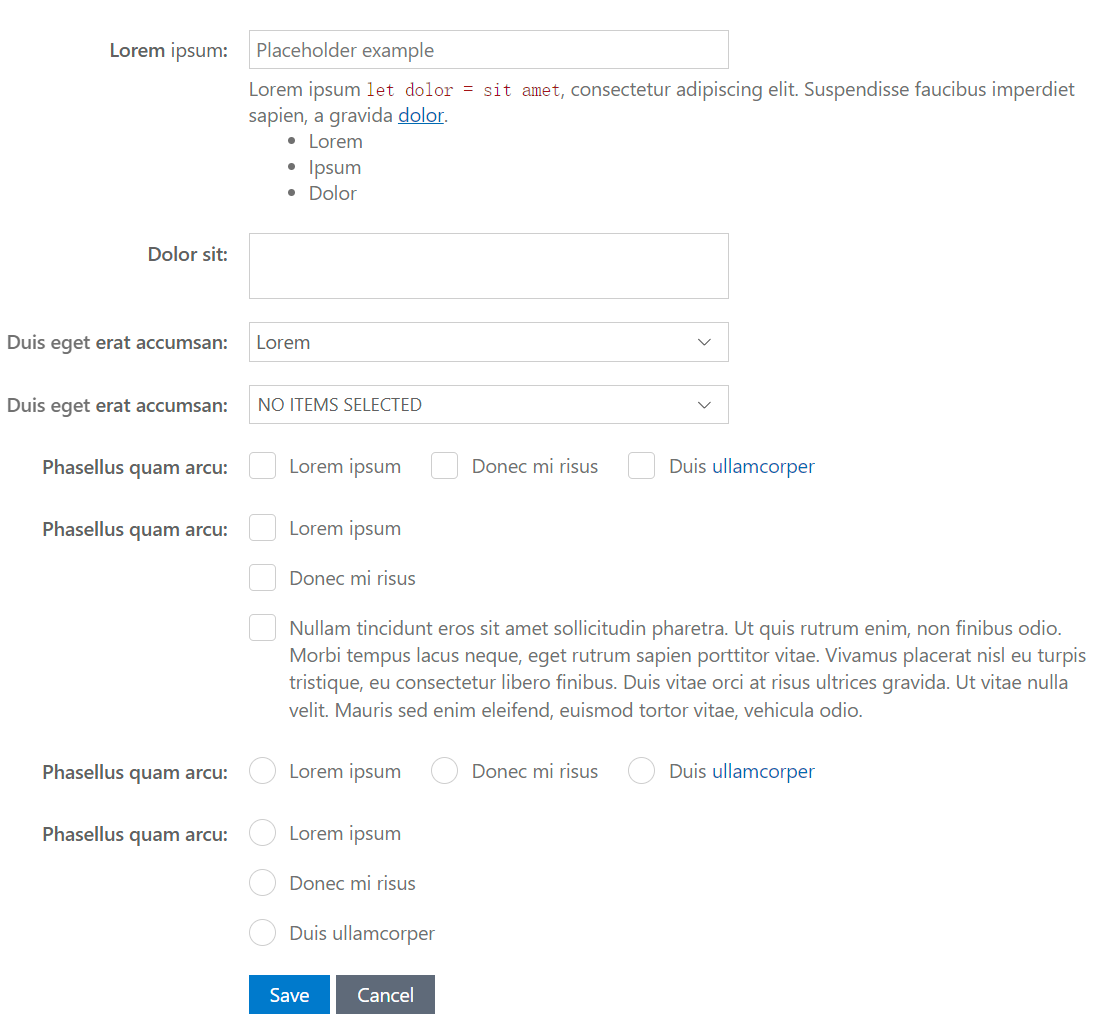 Lorem ipsum: Placeholder example
Lorem ipsum let dolor = sit amet, consectetur adipiscing elit. Suspendisse faucibus imperdiet
sapien, a gravida dolor.
Lorem
Ipsum
Dolor
Dolor sit:
Duis eget erat accumsan: Lorem
Duis eget erat accumsan: NO ITEMS SELECTED
Phasellus quam arcu: Lorem ipsum Donec mi risus Duis ullamcorper
Phasellus quam arcu: Lorem ipsum
Donec mi risus
Nullam tincidunt eros sit amet sollicitudin pharetra. Ut quis rutrum enim, non finibus odio.
Morbi tempus lacus neque, eget rutrum sapien porttitor vitae. Vivamus placerat nisl eu turpis
tristique, eu consectetur libero finibus. Duis vitae orci at risus ultrices gravida. Ut vitae nulla
velit. Mauris sed enim eleifend, euismod tortor vitae, vehicula odio.
Phasellus quam arcu: Lorem ipsum Donec mi risus Duis ullamcorper
Phasellus quam arcu: Lorem ipsum
Donec mi risus
Duis ullamcorper
Save Cancel